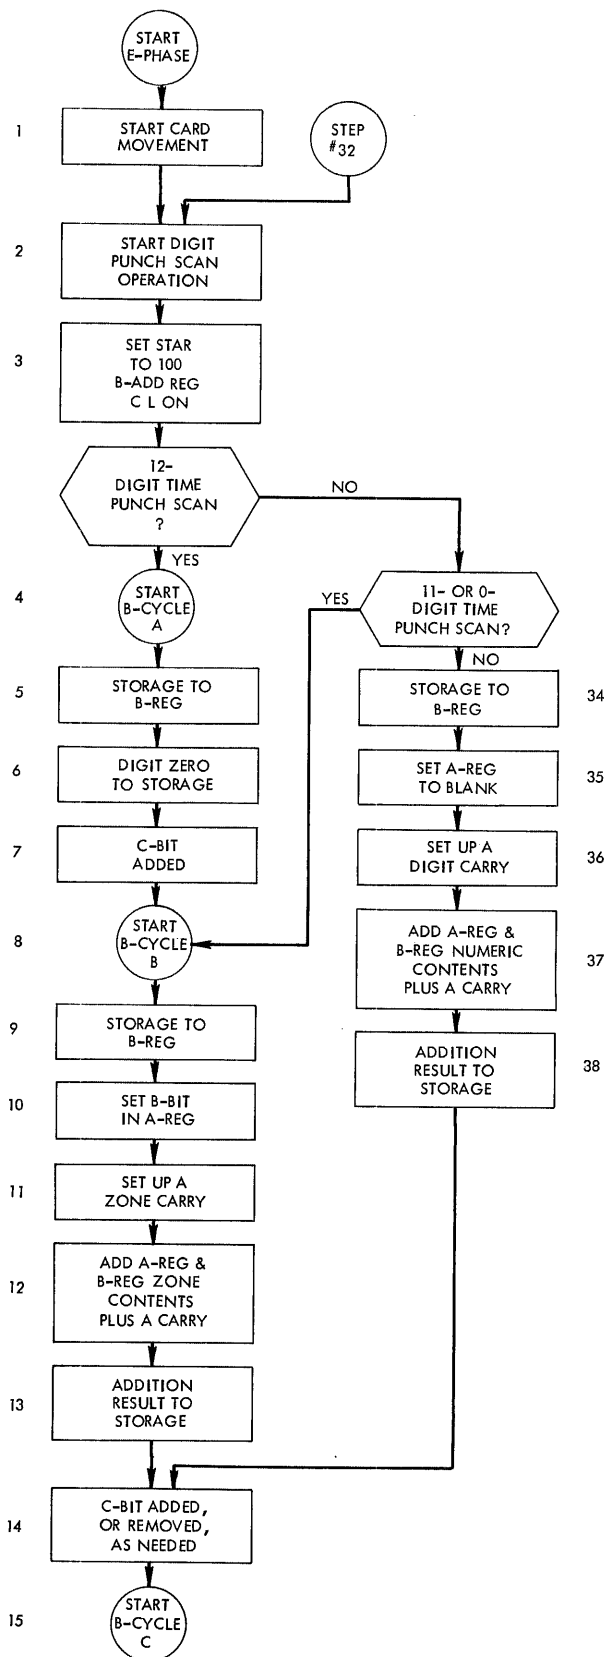 START
E-PHASE
1
START CARD
MOVEMENT
STEP
#32
2
START DIGIT
PUNCH SCAN
OPERATION
3
SET STAR
TO 100
B-ADD REG
C L ON
12-
DIGIT TIME
PUNCH SCAN
?
NO
YES
4
START
B-CYCLE
A
YES
11- OR 0-
DIGIT TIME
PUNCH SCAN?
NO
5
STORAGE TO
B-REG
STORAGE TO
B-REG
34
6
DIGIT ZERO
TO STORAGE
SET A-REG
TO BLANK
35
7
C-BIT
ADDED
SET UP A
DIGIT CARRY
36
8
START
B-CYCLE
B
ADD A-REG &
B-REG NUMERIC
CONTENTS
PLUS A CARRY
37
9
STORAGE TO
B-REG
ADDITION
RESULT TO
STORAGE
38
10
SET B-BIT
IN A-REG
11
SET UP A
ZONE CARRY
12
ADD A-REG &
B-REG ZONE
CONTENTS
PLUS A CARRY
13
ADDITION
RESULT TO
STORAGE
14
C-BIT ADDED,
OR REMOVED,
AS NEEDED
15
START
B-CYCLE
C